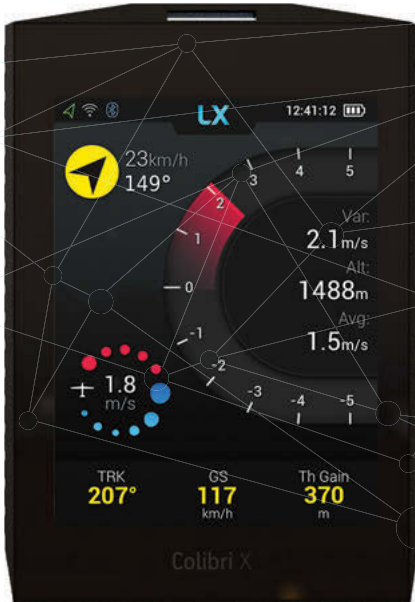 LX
12:41:12
23km/h
149°
3
4
5
2
Var:
1
2.1m/s
Alt:
0
1488m
Avg:
-1
1.5m/s
-2
1.8
m/s
-3
-4
-5
TRK
GS
Th Gain
207°
117
370
km/h
m
Colibri X